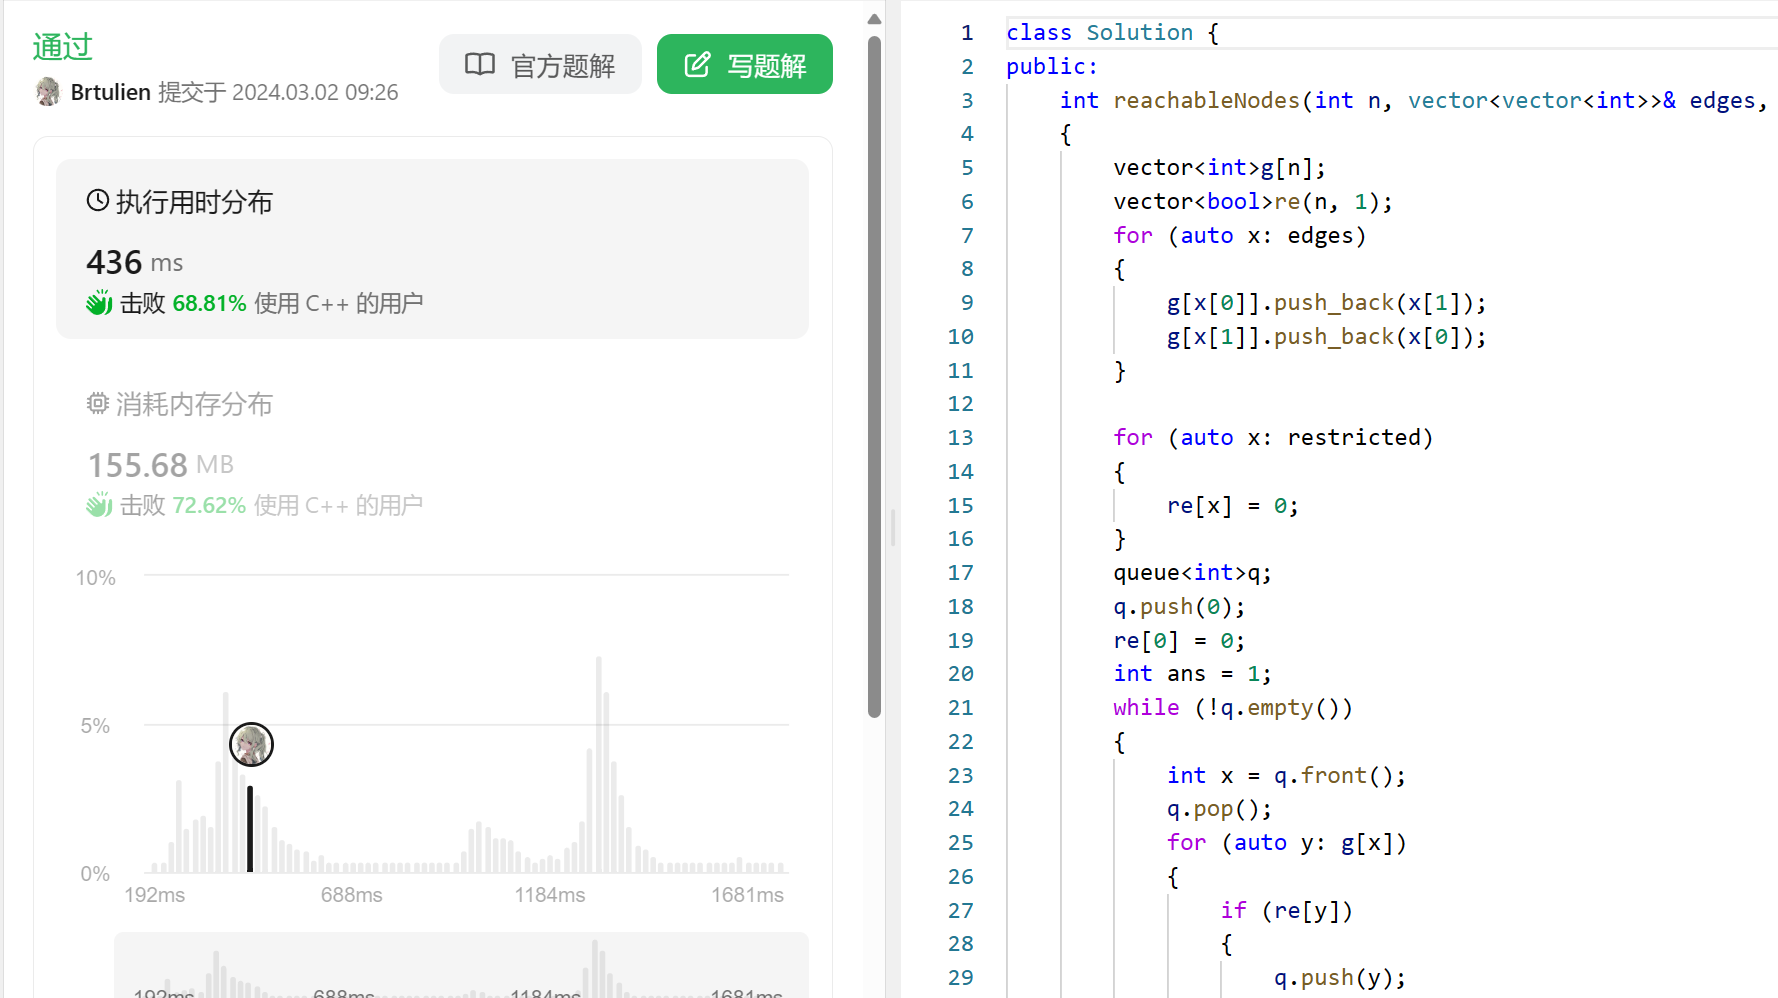 通过
Brtulien 提交于 2024.03.02 09:26
官方题解
写题解
执行用时分布
436 ms
击败 68.81% 使用 C++ 的用户
消耗内存分布
155.68 MB
击败 72.62% 使用 C++ 的用户
10%
5%
0%
192ms 688ms 1184ms 1681ms
192ms 688ms 1184ms 1681ms
1 class Solution {
2 public:
3 int reachableNodes(int n, vector<vector<int>>& edges,
4 {
5 vector<int>g[n];
6 vector<bool>re(n, 1);
7 for (auto x: edges)
8 {
9 g[x[0]].push_back(x[1]);
10 g[x[1]].push_back(x[0]);
11 }
12
13 for (auto x: restricted)
14 {
15 re[x] = 0;
16 }
17 queue<int>q;
18 q.push(0);
19 re[0] = 0;
20 int ans = 1;
21 while (!q.empty())
22 {
23 int x = q.front();
24 q.pop();
25 for (auto y: g[x])
26 {
27 if (re[y])
28 {
29 q.push(y);